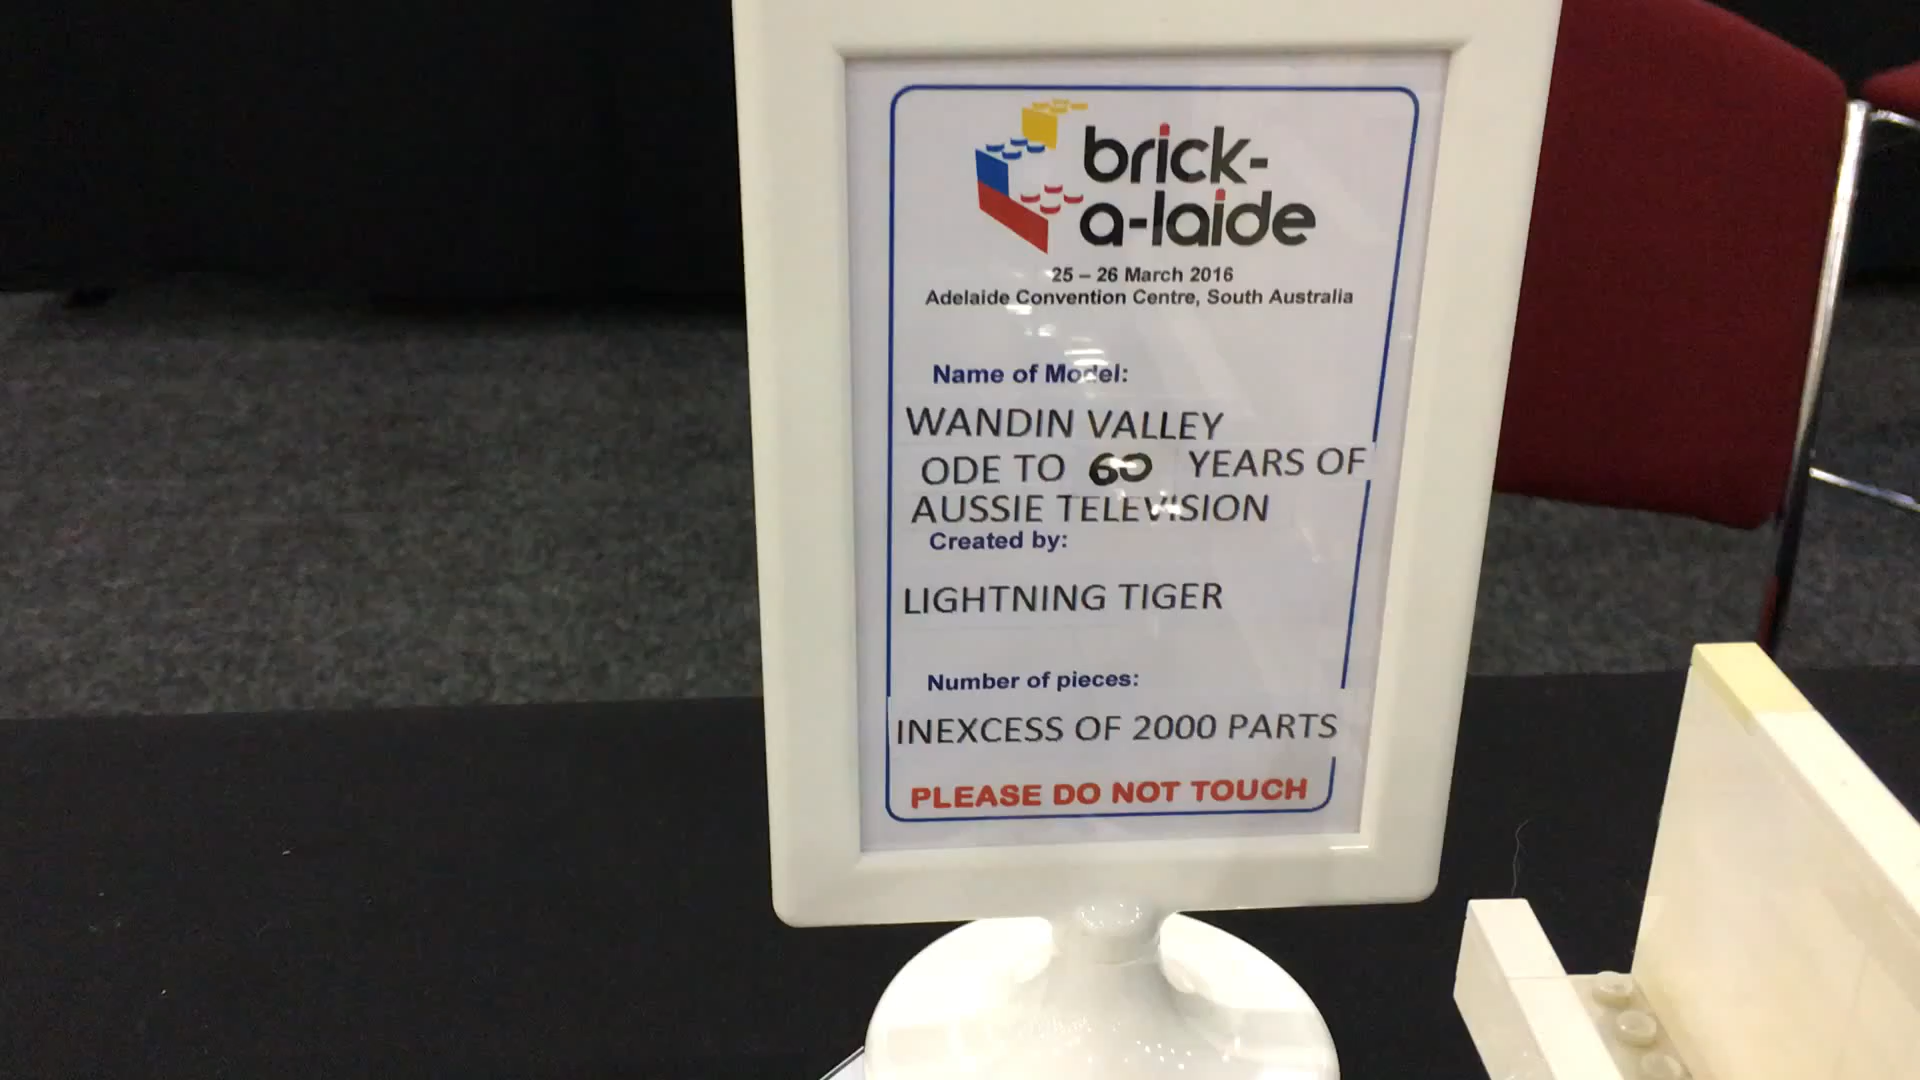 brick-
a-laide
25 – 26 March 2016
Adelaide Convention Centre, South Australia
Name of Model:
WANDIN VALLEY
ODE TO 60 YEARS OF
AUSSIE TELEVISION
Created by:
LIGHTNING TIGER
Number of pieces:
INEXCESS OF 2000 PARTS
PLEASE DO NOT TOUCH